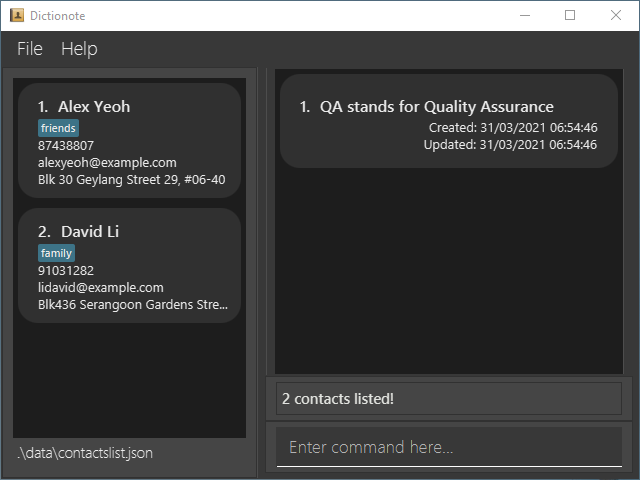 Dictionote
File Help
1. Alex Yeoh
friends
87438807
alexyeoh@example.com
Blk 30 Geylang Street 29, #06-40
2. David Li
family
91031282
lidavid@example.com
Blk436 Serangoon Gardens Stre...
.\data\contactslist.json
1. QA stands for Quality Assurance
Created: 31/03/2021 06:54:46
Updated: 31/03/2021 06:54:46
2 contacts listed!
Enter command here...